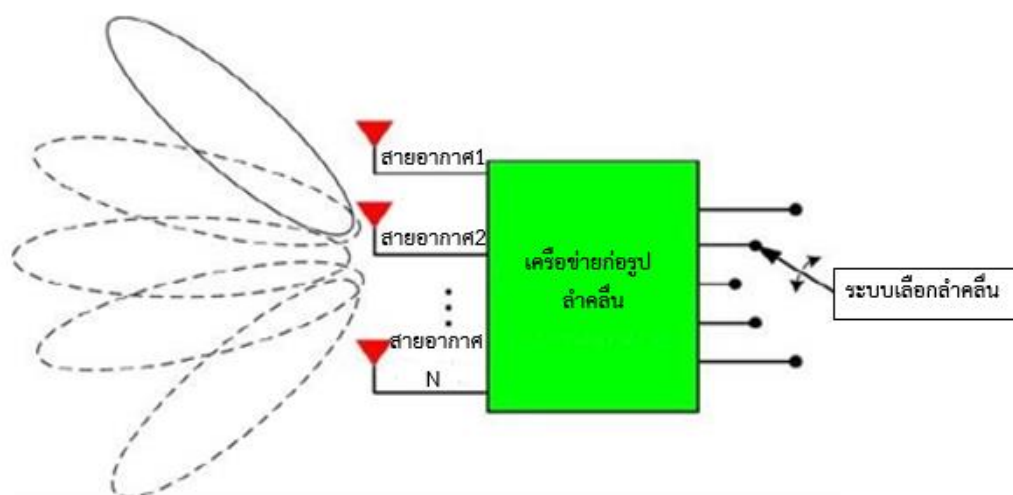 สายอากาศ1
สายอากาศ2
สายอากาศ
N
เครือข่ายก่อรูป
ลำคลื่น
ระบบเลือกลำคลื่น